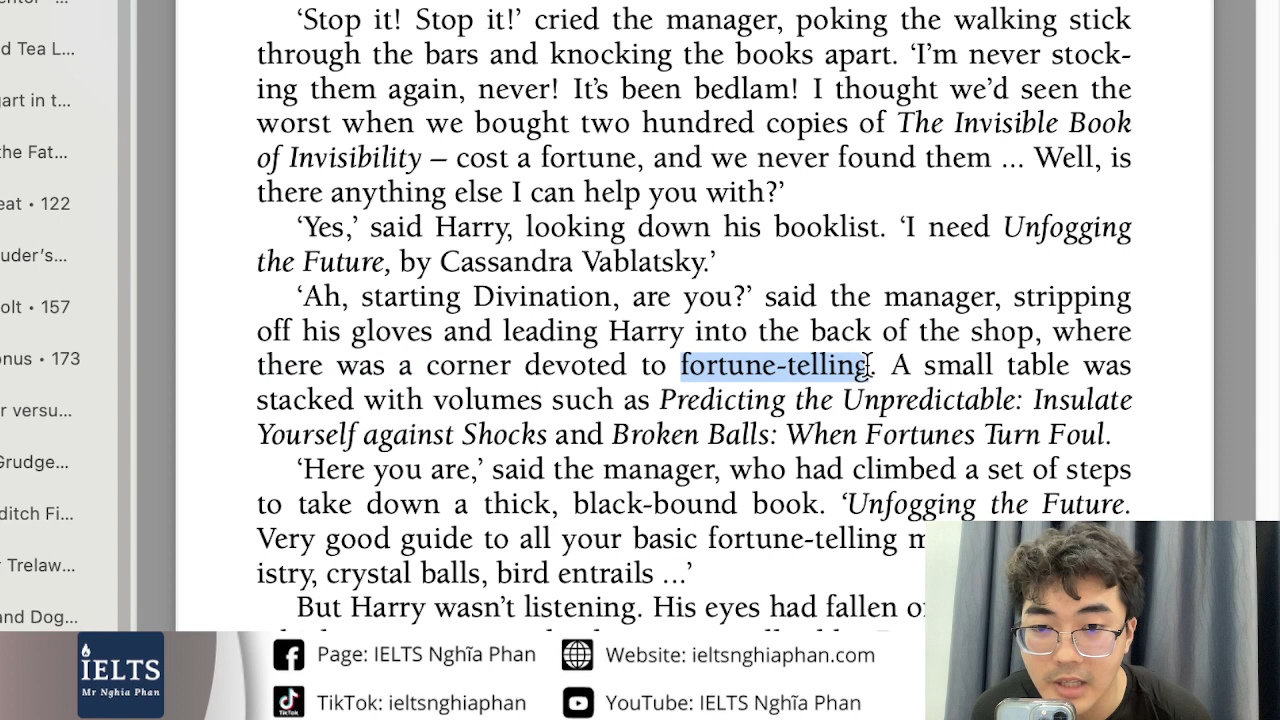 d Tea L...
gart in t...
the Fat...
eat • 122
uder's...
olt • 157
onus • 173
r versu...
Grudge...
ditch Fi...
r Trelaw...
and Dog...
'Stop it! Stop it!' cried the manager, poking the walking stick
through the bars and knocking the books apart. 'I'm never stock-
ing them again, never! It's been bedlam! I thought we'd seen the
worst when we bought two hundred copies of The Invisible Book
of Invisibility – cost a fortune, and we never found them ... Well, is
there anything else I can help you with?'
'Yes,' said Harry, looking down his booklist. 'I need Unfogging
the Future, by Cassandra Vablatsky.'
'Ah, starting Divination, are you?' said the manager, stripping
off his gloves and leading Harry into the back of the shop, where
there was a corner devoted to fortune-telling. A small table was
stacked with volumes such as Predicting the Unpredictable: Insulate
Yourself against Shocks and Broken Balls: When Fortunes Turn Foul.
'Here you are,' said the manager, who had climbed a set of steps
to take down a thick, black-bound book. 'Unfogging the Future.
Very good guide to all your basic fortune-telling m
istry, crystal balls, bird entrails ...'
But Harry wasn't listening. His eyes had fallen o
IELTS
Mr Nghia Phan
Page: IELTS Nghĩa Phan
Website: ieltsnghiaphan.com
TikTok
TikTok: ieltsnghiaphan
YouTube: IELTS Nghĩa Phan